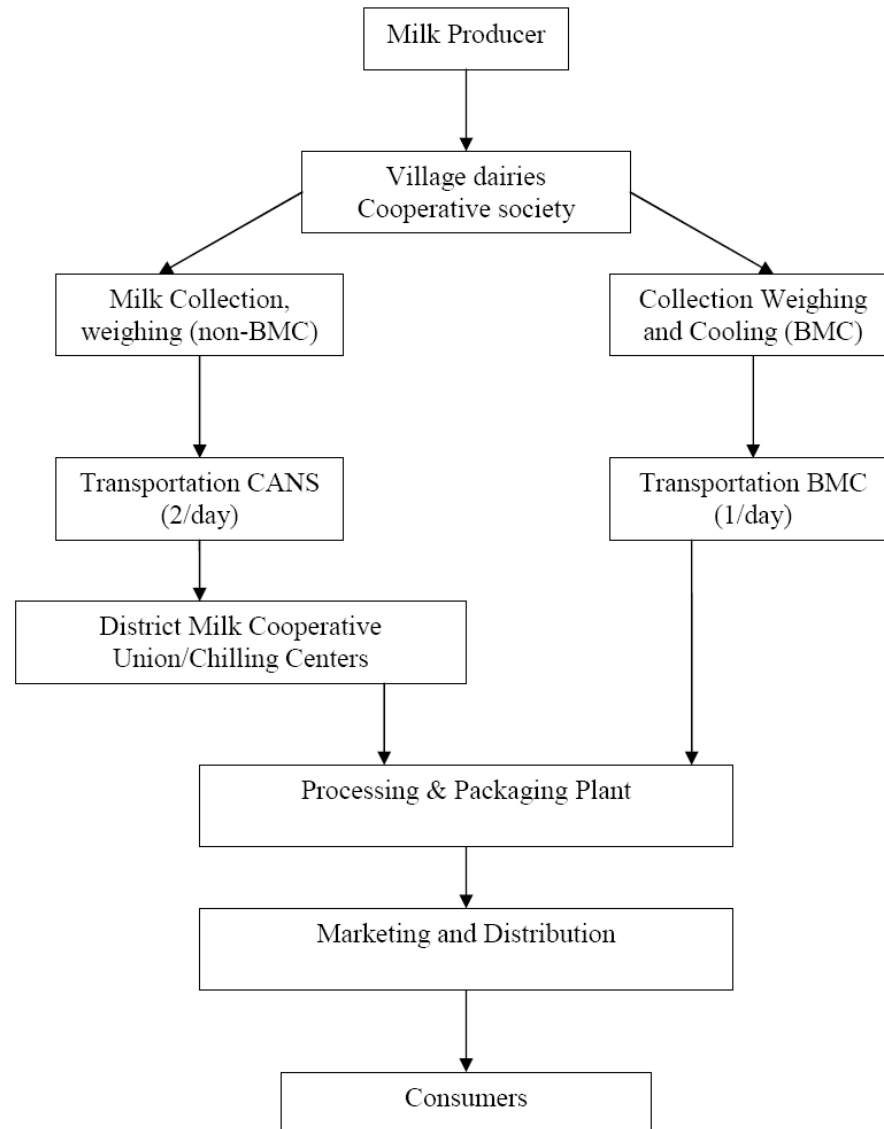 Milk Producer
Village dairies
Cooperative society
Milk Collection,
weighing (non-BMC)
Collection Weighing
and Cooling (BMC)
Transportation CANS
(2/day)
Transportation BMC
(1/day)
District Milk Cooperative
Union/Chilling Centers
Processing & Packaging Plant
Marketing and Distribution
Consumers